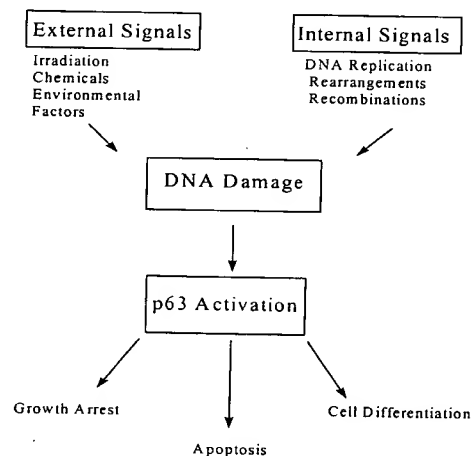 External Signals
Irradiation
Chemicals
Environmental
Factors
Internal Signals
DNA Replication
Rearrangements
Recombinations
DNA Damage
p63 Activation
Growth Arrest
Apoptosis
Cell Differentiation